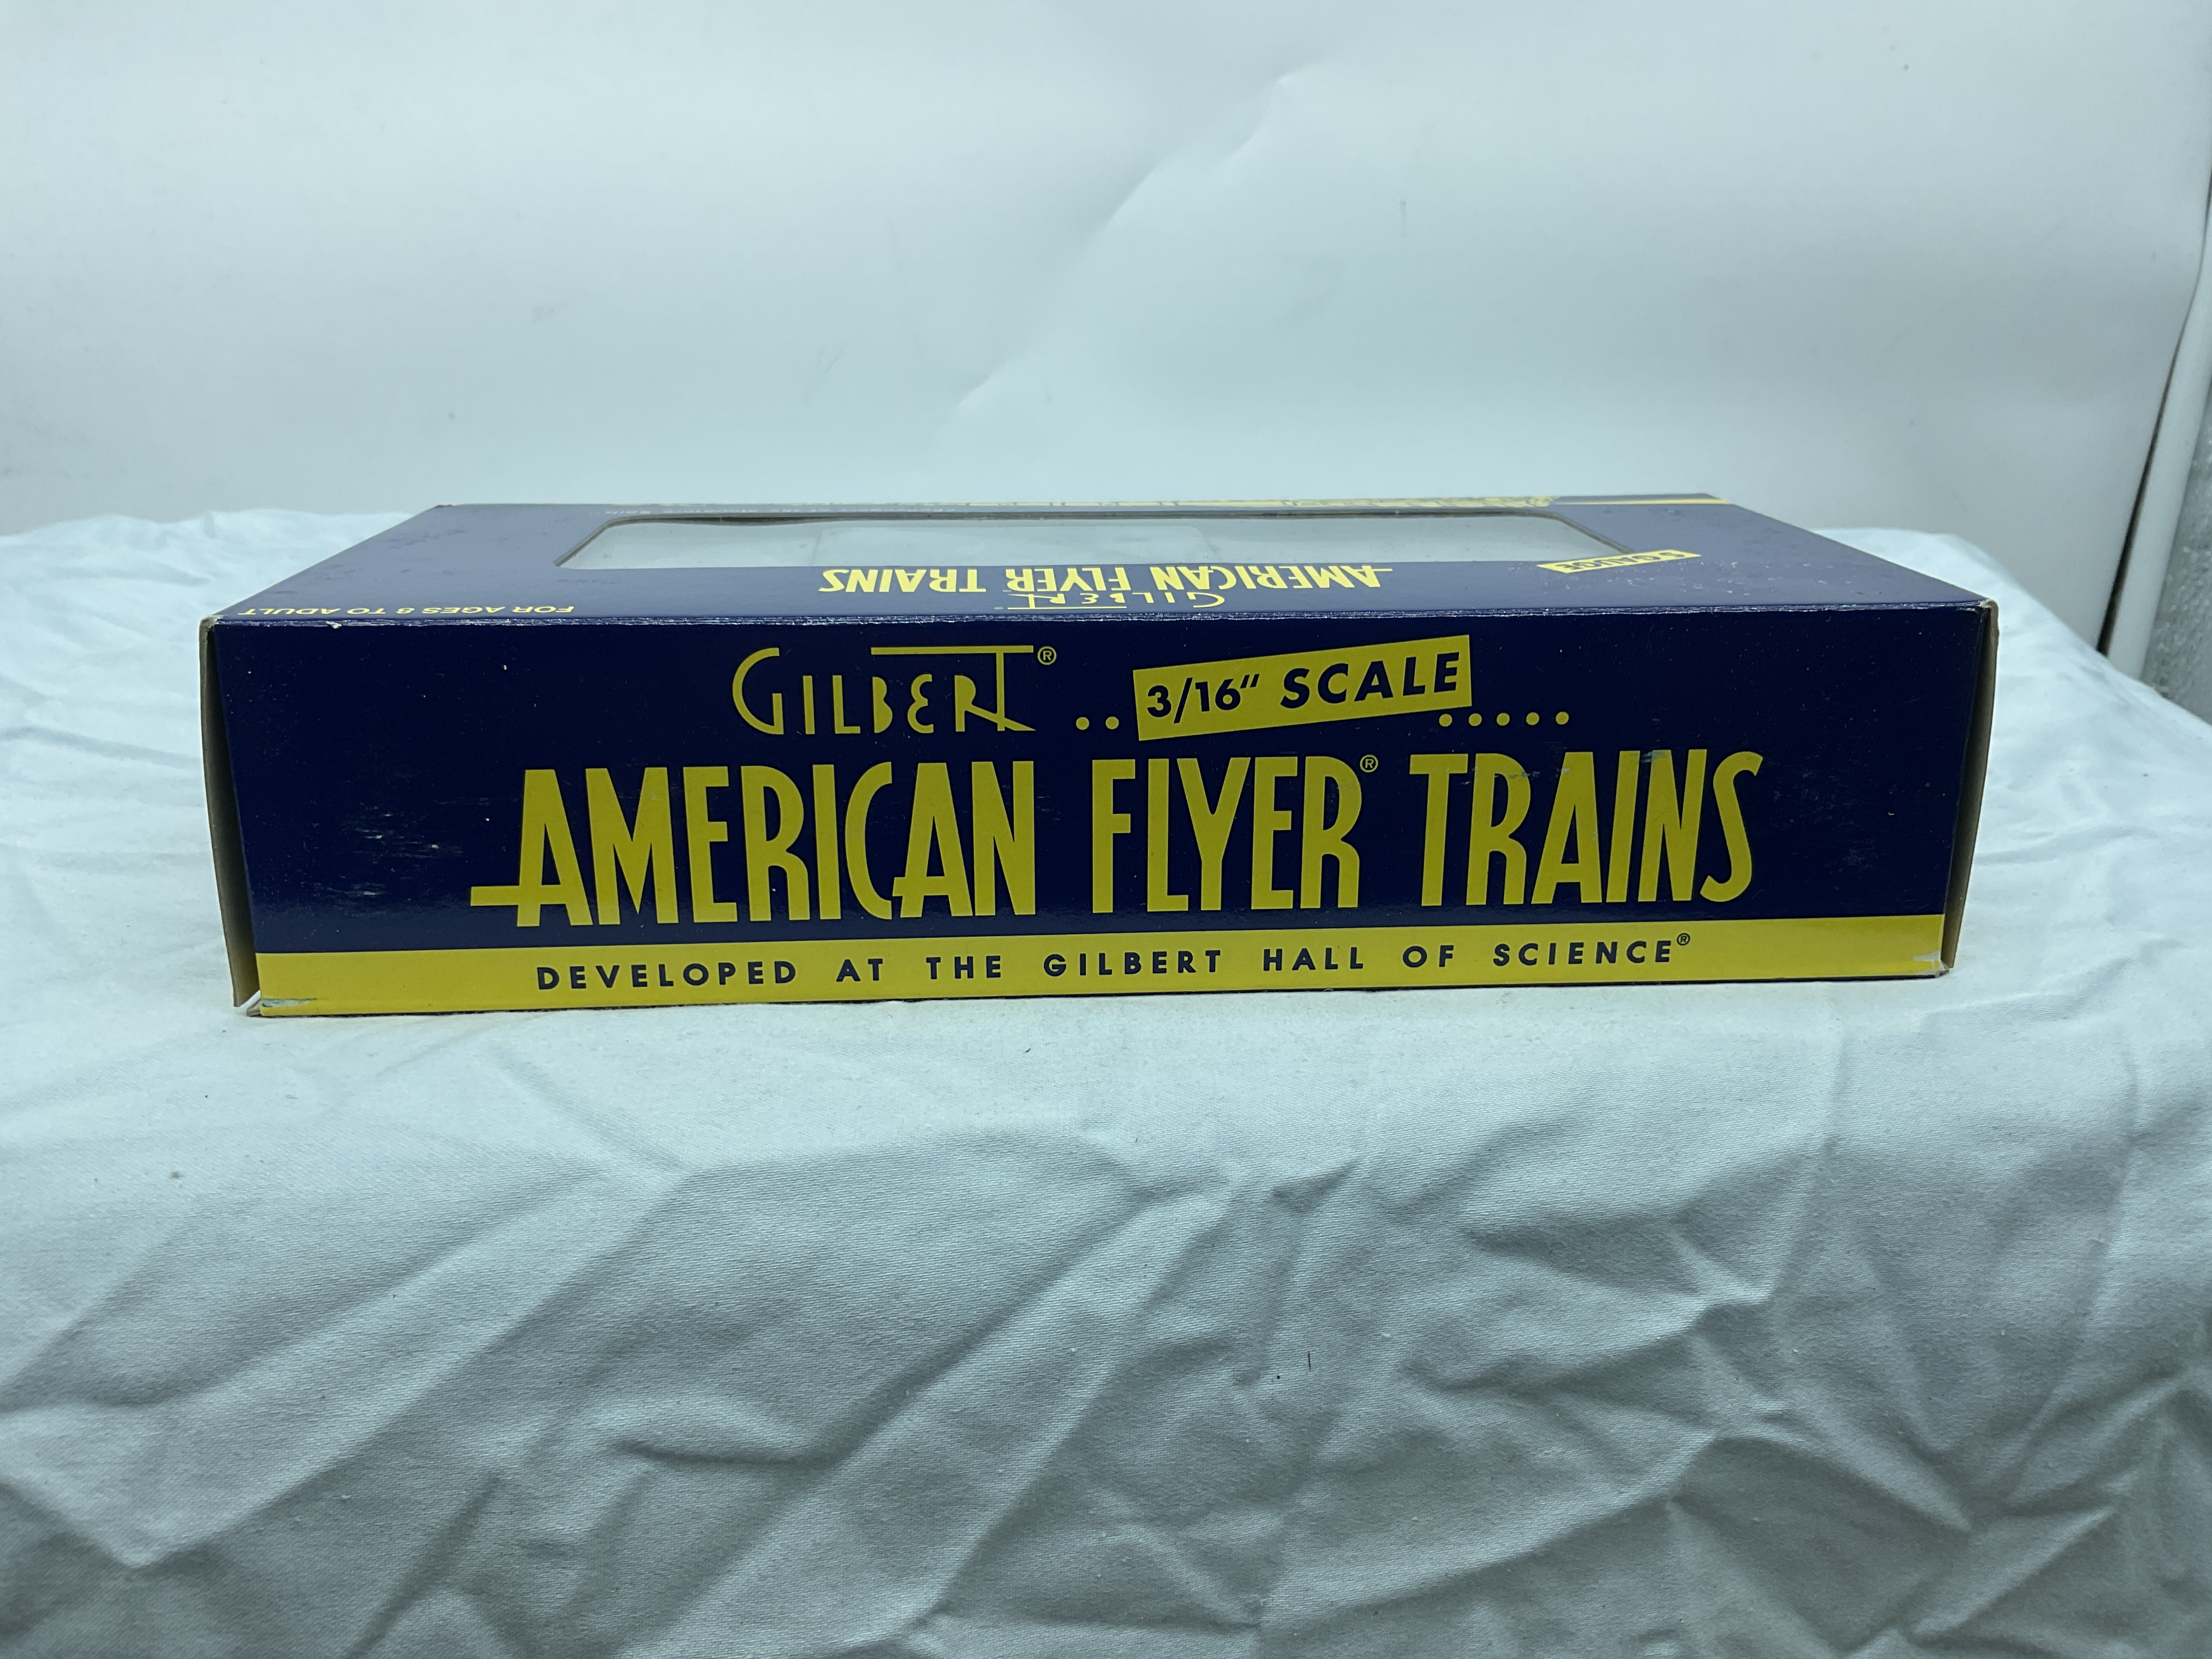 S GAUGE
AMERICAN FLYER TRAINS
GILBERT
FOR AGES 8 TO ADULT
GILBERT® .. 3/16" SCALE .....
AMERICAN FLYER® TRAINS
DEVELOPED AT THE GILBERT HALL OF SCIENCE®